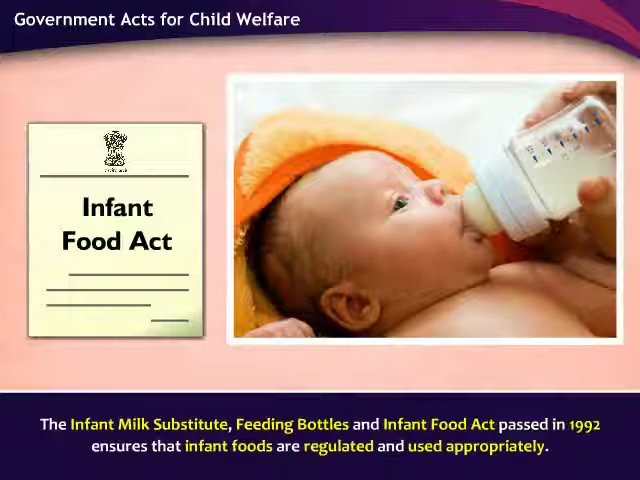 Government Acts for Child Welfare
Infant
Food Act
The Infant Milk Substitute, Feeding Bottles and Infant Food Act passed in 1992
ensures that infant foods are regulated and used appropriately.